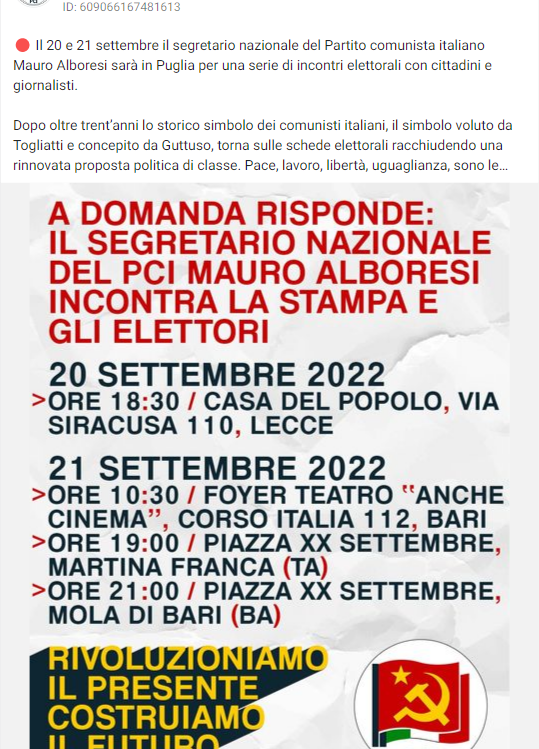 ID: 609066167481613
🔴 Il 20 e 21 settembre il segretario nazionale del Partito comunista italiano
Mauro Alboresi sarà in Puglia per una serie di incontri elettorali con cittadini e
giornalisti.
Dopo oltre trent'anni lo storico simbolo dei comunisti italiani, il simbolo voluto da
Togliatti e concepito da Guttuso, torna sulle schede elettorali racchiudendo una
rinnovata proposta politica di classe. Pace, lavoro, libertà, uguaglianza, sono le...
A DOMANDA RISPONDE:
IL SEGRETARIO NAZIONALE
DEL PCI MAURO ALBORESI
INCONTRA LA STAMPA E
GLI ELETTORI
20 SETTEMBRE 2022
>ORE 18:30 / CASA DEL POPOLO, VIA
SIRACUSA 110, LECCE
21 SETTEMBRE 2022
>ORE 10:30 / FOYER TEATRO "ANCHE
CINEMA", CORSO ITALIA 112, BARI
>ORE 19:00 / PIAZZA XX SETTEMBRE,
MARTINA FRANCA (TA)
>ORE 21:00 / PIAZZA XX SETTEMBRE,
MOLA DI BARI (BA)
RIVOLUZIONIAMO
IL PRESENTE
COSTRUIAMO
IL FUTURO